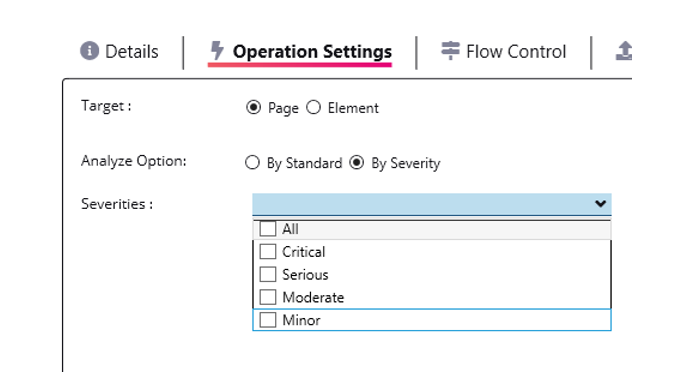 Details Operation Settings Flow Control
Target : Page Element
Analyze Option: By Standard By Severity
Severities :
All
Critical
Serious
Moderate
Minor